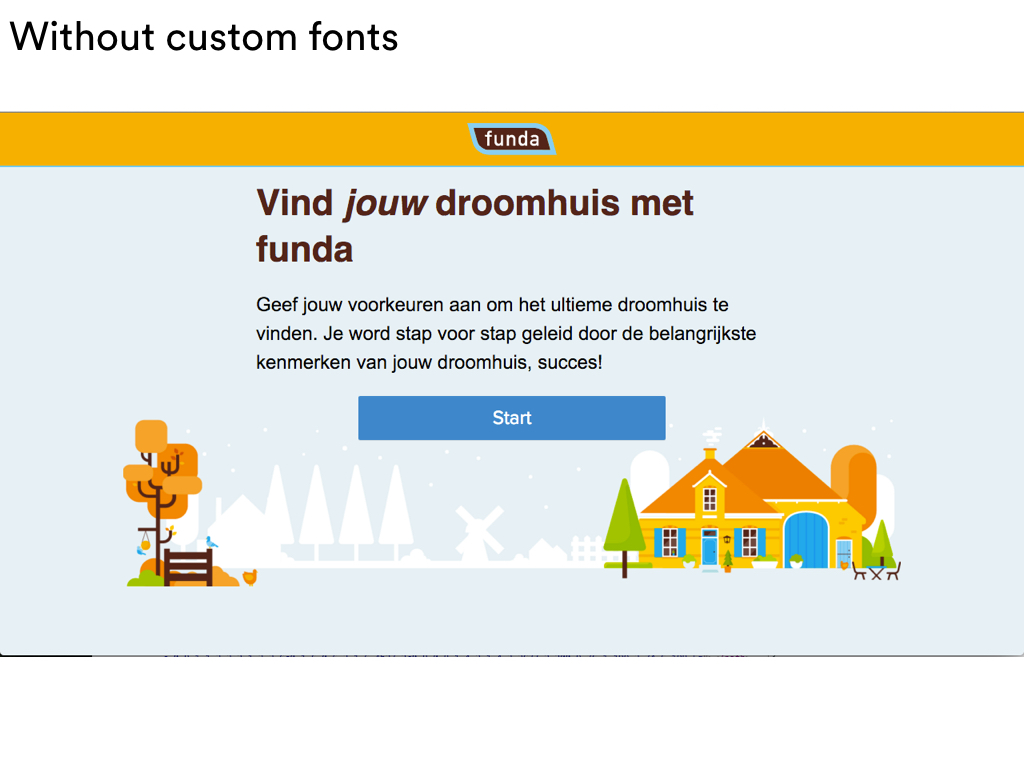 Without custom fonts
funda
Vind jouw droomhuis met
funda
Geef jouw voorkeuren aan om het ultieme droomhuis te
vinden. Je word stap voor stap geleid door de belangrijkste
kenmerken van jouw droomhuis, succes!
Start